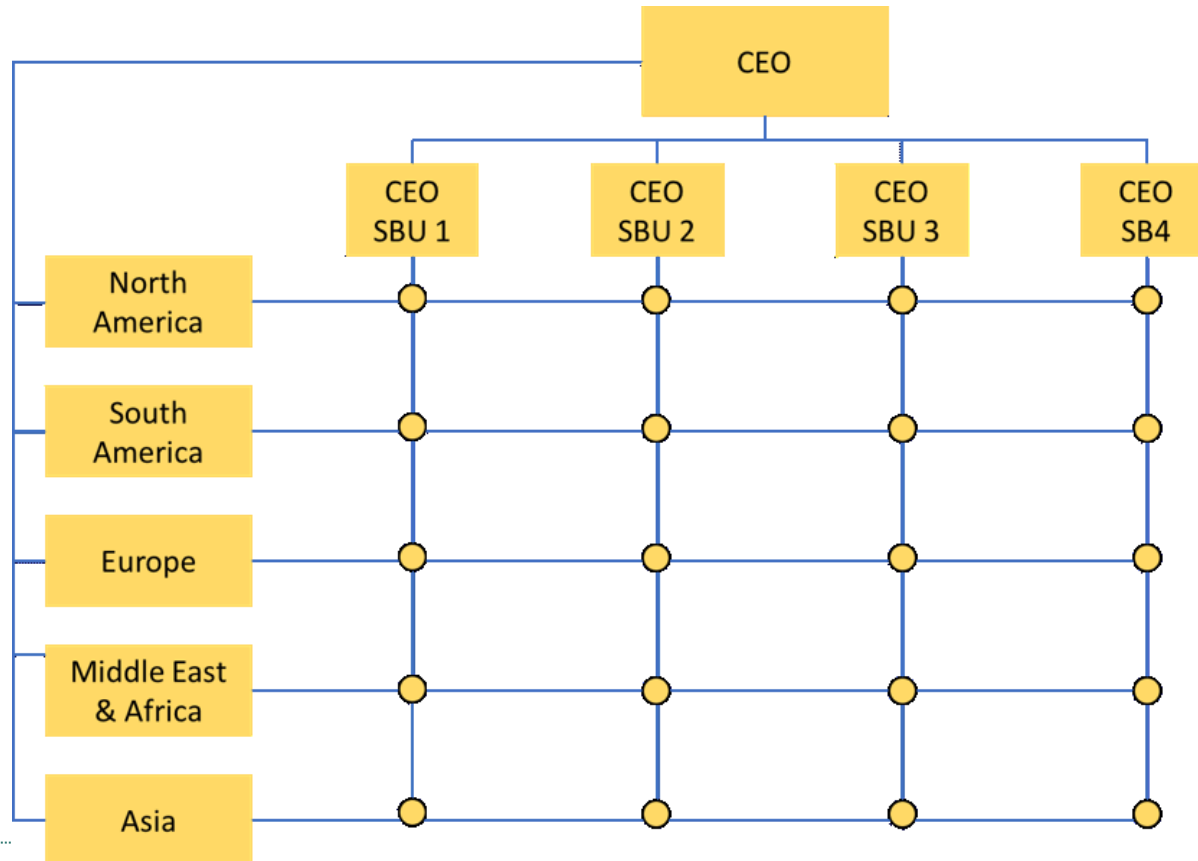 CEO
CEO
SBU 1
CEO
SBU 2
CEO
SBU 3
CEO
SB4
North
America
South
America
Europe
Middle East
& Africa
Asia
...